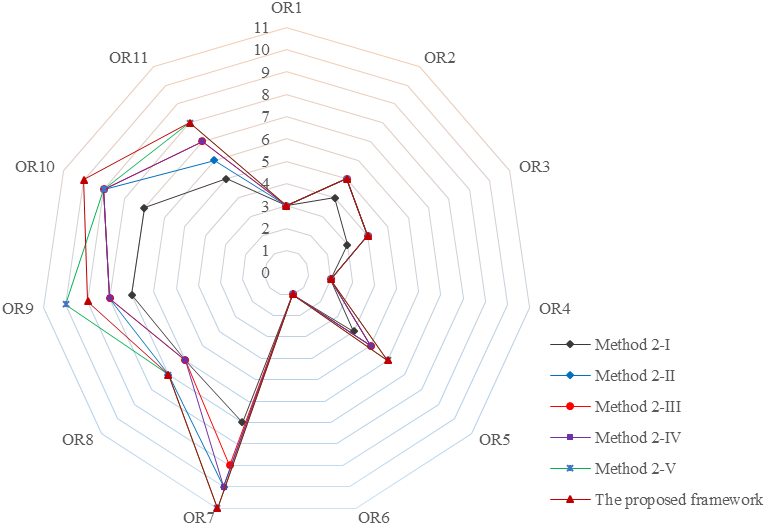 OR1
11
OR11
OR2
10
9
8
7
6
OR10
5
OR3
4
3
2
1
0
OR9
OR4
Method 2-I
Method 2-II
Method 2-III
OR8
OR5
Method 2-IV
Method 2-V
The proposed framework
OR7
OR6